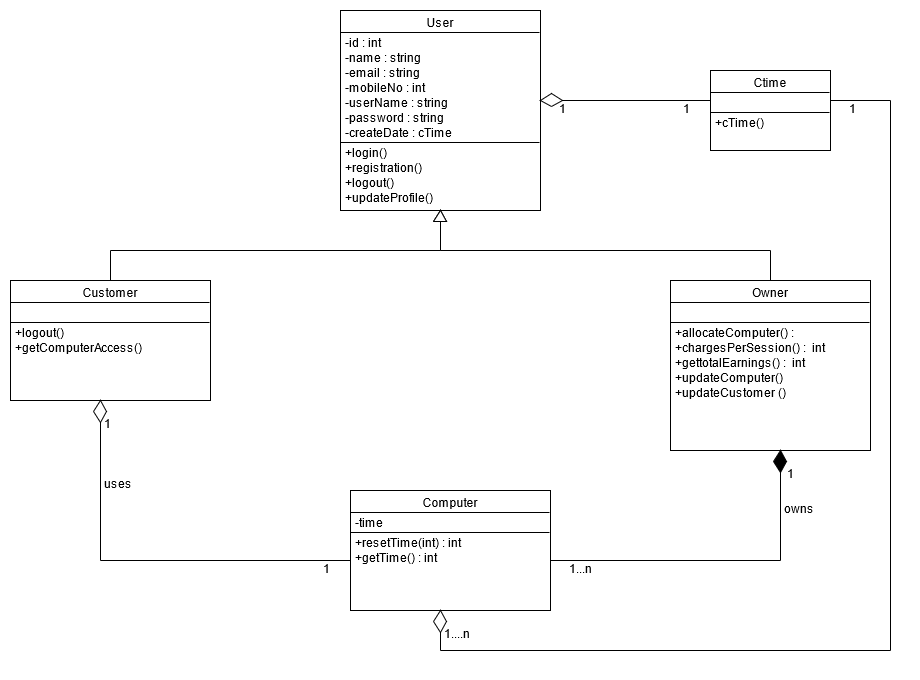 User
-id : int
-name : string
-email : string
-mobileNo : int
-userName : string
-password : string
-createDate : cTime
+login()
+registration()
+logout()
+updateProfile()
1
1
Ctime
+cTime()
1
Customer
+logout()
+getComputerAccess()
1
uses
1
Owner
+allocateComputer() :
+chargesPerSession() : int
+gettotalEarnings() : int
+updateComputer()
+updateCustomer ()
1
owns
1...n
Computer
-time
+resetTime(int) : int
+getTime() : int
1....n